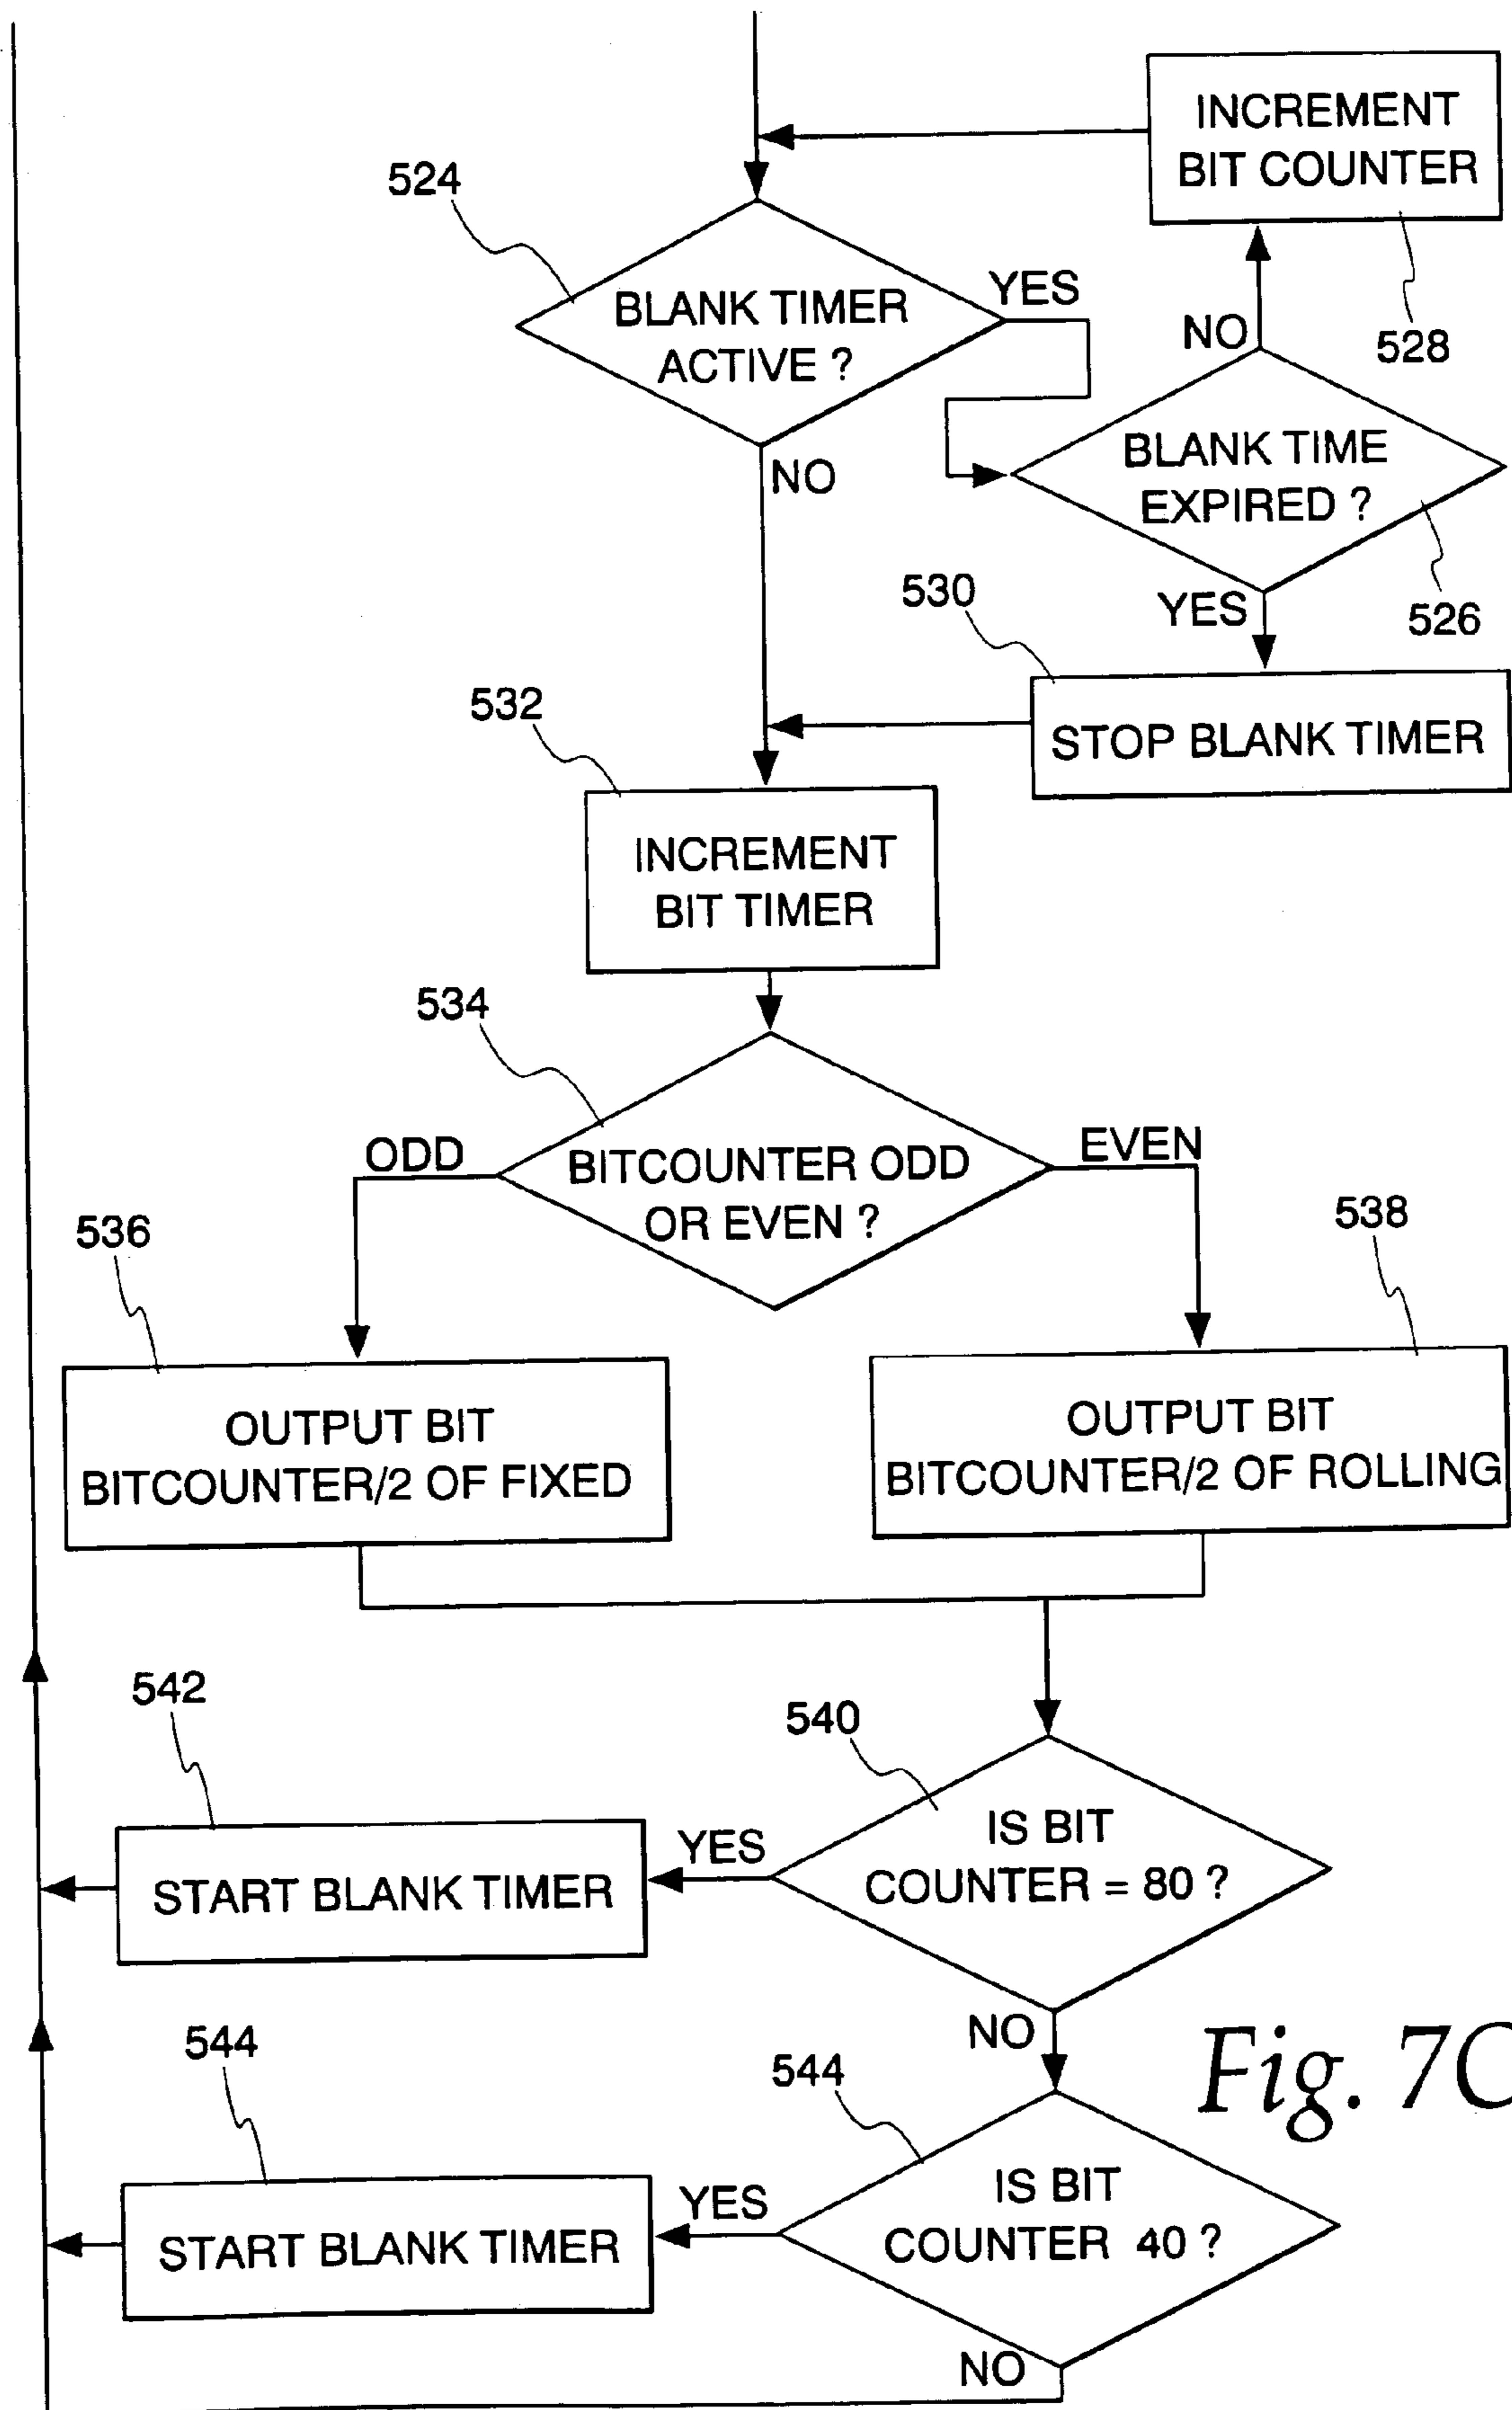 INCREMENT
BIT COUNTER
524
BLANK TIMER
ACTIVE ?
YES
NO
528
NO
BLANK TIME
EXPIRED ?
526
YES
530
STOP BLANK TIMER
532
INCREMENT
BIT TIMER
534
BITCOUNTER ODD
OR EVEN ?
ODD
EVEN
536
538
OUTPUT BIT
BITCOUNTER/2 OF FIXED
OUTPUT BIT
BITCOUNTER/2 OF ROLLING
542
540
IS BIT
COUNTER = 80 ?
YES
START BLANK TIMER
NO
Fig. 7C
544
544
IS BIT
COUNTER 40 ?
YES
START BLANK TIMER
NO